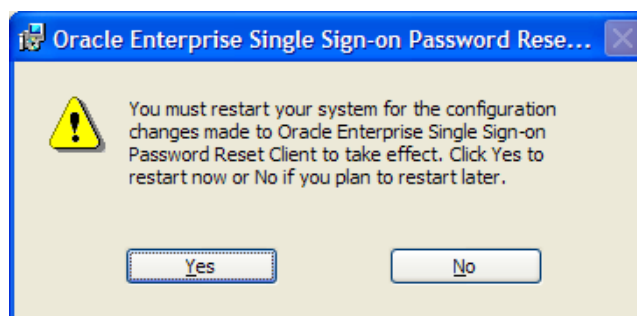 Oracle Enterprise Single Sign-on Password Rese...
You must restart your system for the configuration
changes made to Oracle Enterprise Single Sign-on
Password Reset Client to take effect. Click Yes to
restart now or No if you plan to restart later.
Yes
No